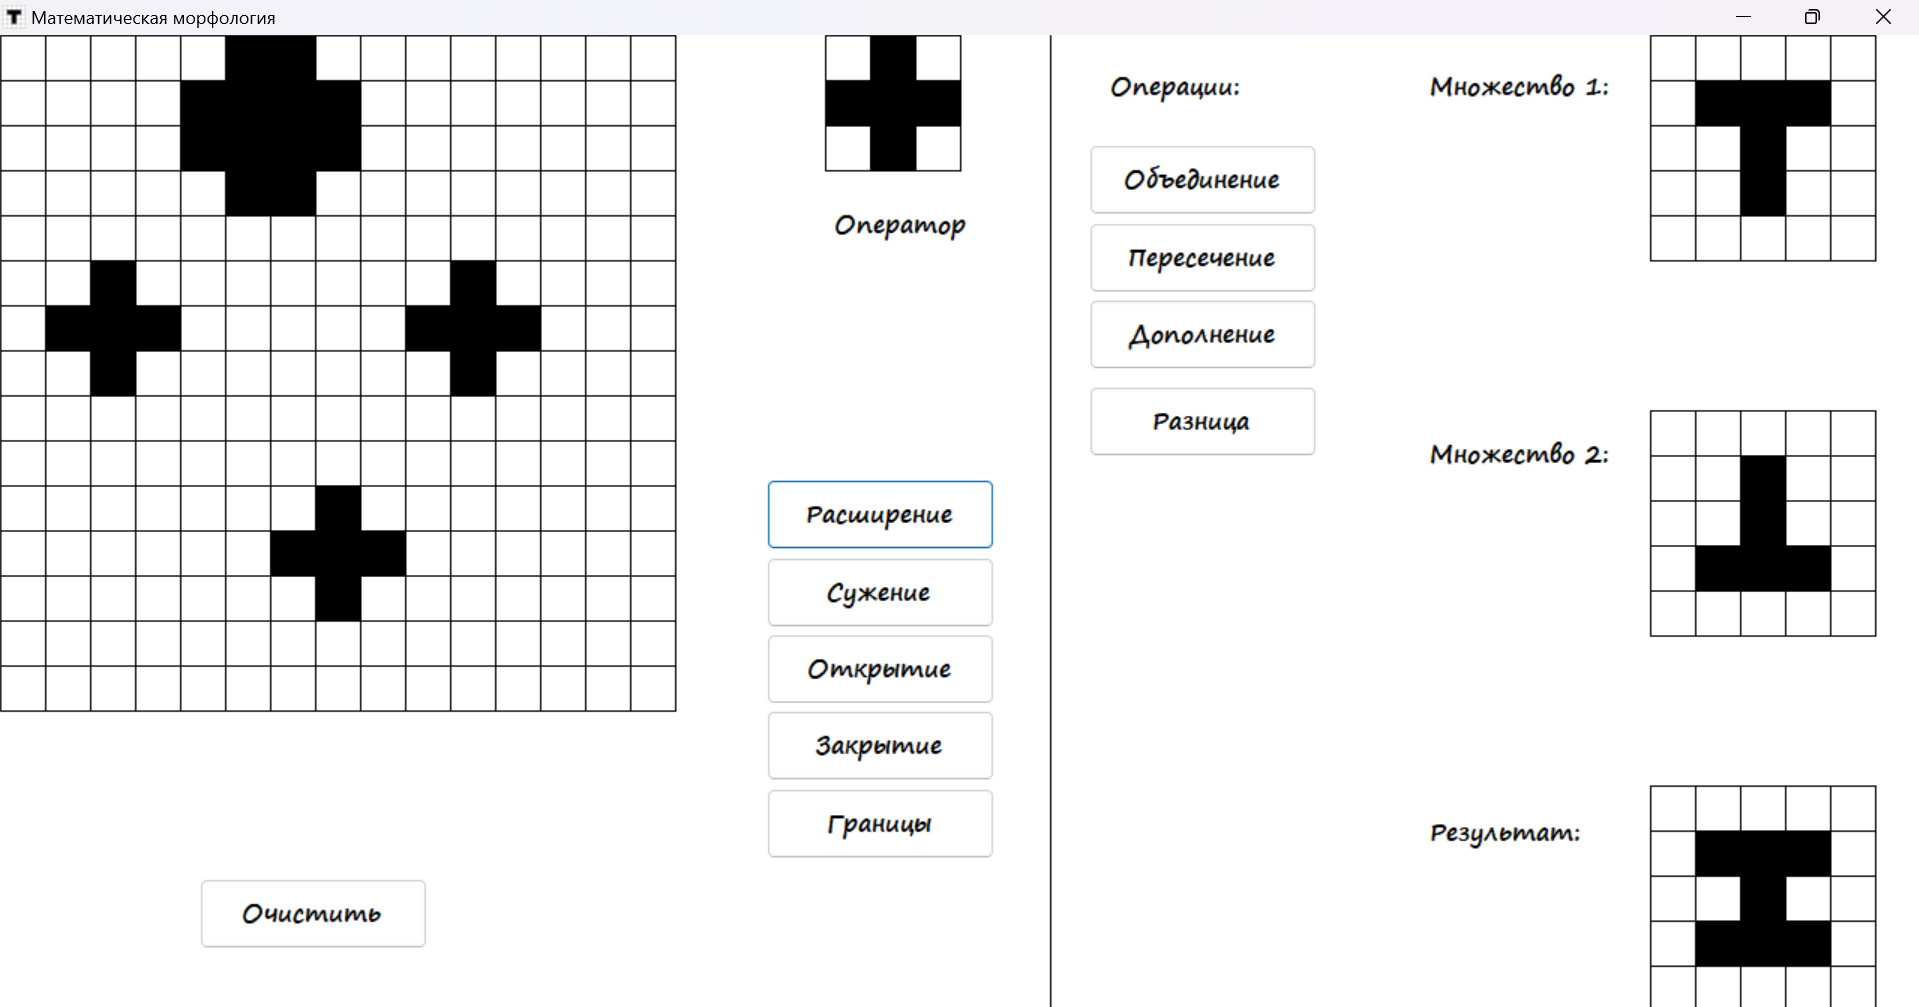 Математическая морфология
Оператор
Расширение
Сужение
Открытие
Закрытие
Границы
Очистить
Операции:
Объединение
Пересечение
Дополнение
Разница
Множество 1:
Множество 2:
Результат: